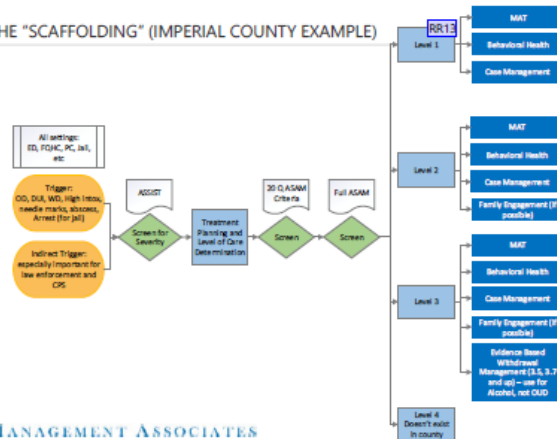 HE "SCAFFOLDING" (IMPERIAL COUNTY EXAMPLE)
RR13
All settings:
ED, FQHC, PC, Jail,
etc
Trigger:
OD, DUI, WD, High Intox,
needle marks, abscess,
Arrest (for jail)
Indirect Trigger:
especially important for
law enforcement and
CPS
ASSIST
Screen for
Severity
Treatment
Planning and
Level of Care
Determination
20 Q ASAM
Criteria
Screen
Full ASAM
Screen
Level 1
MAT
Behavioral Health
Case Management
Level 2
MAT
Behavioral Health
Case Management
Family Engagement (if
possible)
Level 3
MAT
Behavioral Health
Case Management
Family Engagement (if
possible)
Evidence Based
Withdrawal
Management (3.5, 3.7
and up) – use for
Alcohol, not OUD
Level 4
Doesn't exist
in county
MANAGEMENT ASSOCIATES